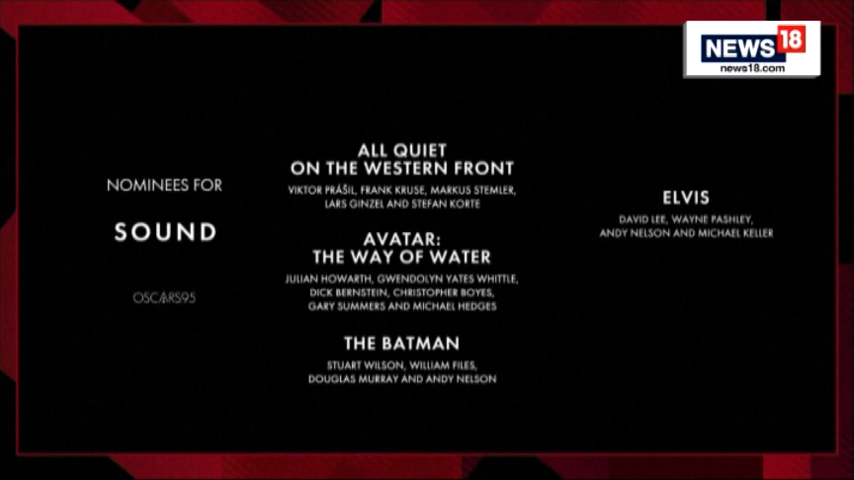 NEWS 18
news18.com
NOMINEES FOR
SOUND
OSCARS95
ALL QUIET
ON THE WESTERN FRONT
VIKTOR PRÁŠIL, FRANK KRUSE, MARKUS STEMLER,
LARS GINZEL AND STEFAN KORTE
AVATAR:
THE WAY OF WATER
JULIAN HOWARTH, GWENDOLYN YATES WHITTLE,
DICK BERNSTEIN, CHRISTOPHER BOYES,
GARY SUMMERS AND MICHAEL HEDGES
THE BATMAN
STUART WILSON, WILLIAM FILES,
DOUGLAS MURRAY AND ANDY NELSON
ELVIS
DAVID LEE, WAYNE PASHLEY,
ANDY NELSON AND MICHAEL KELLER